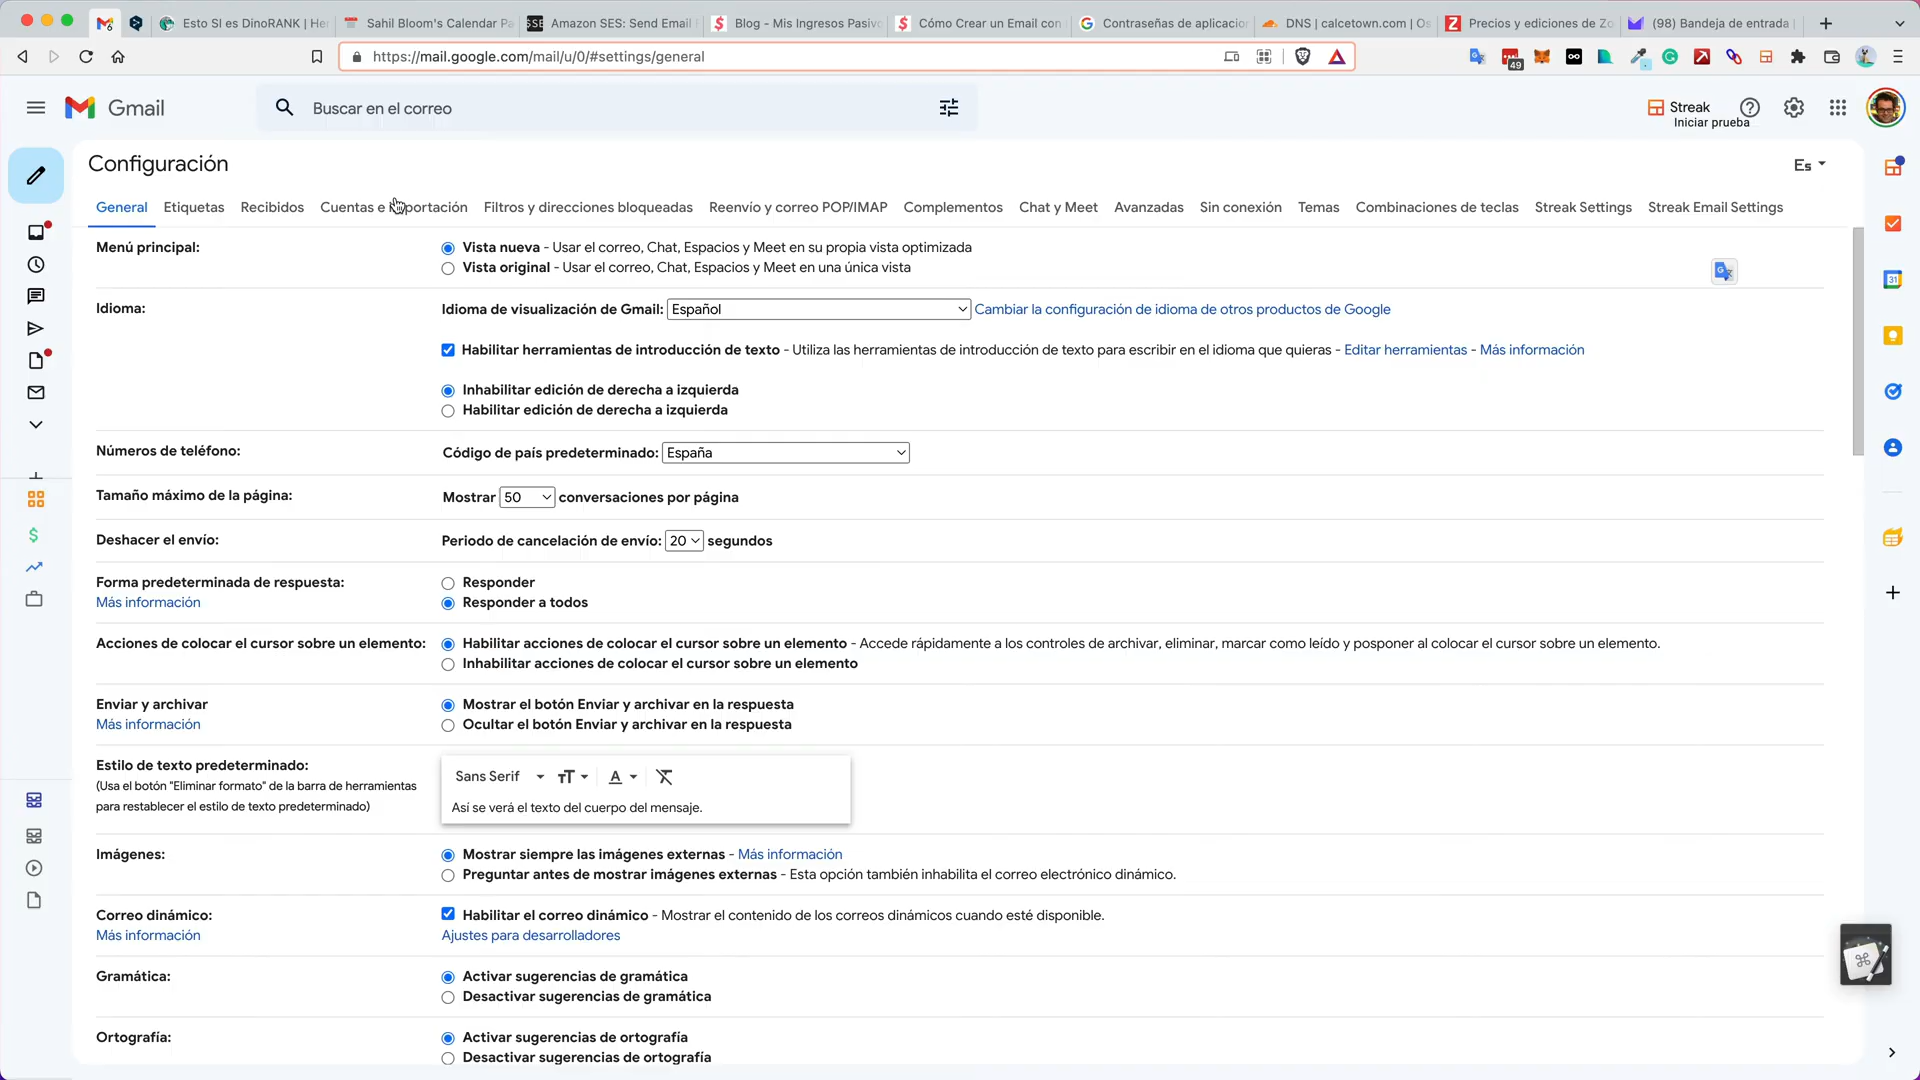 Esto SI es DinoRANK | He
Sahil Bloom's Calendar Pa
Amazon SES: Send Email
Blog - Mis Ingresos Pasivo
Cómo Crear un Email con
Contraseñas de aplicacio
DNS | calcetown.com | Os
Precios y ediciones de Zo
(98) Bandeja de entrada
https://mail.google.com/mail/u/0/#settings/general
49
Gmail
Buscar en el correo
Streak
Iniciar prueba
Configuración
Es
General Etiquetas Recibidos Cuentas e importación Filtros y direcciones bloqueadas Reenvío y correo POP/IMAP Complementos Chat y Meet Avanzadas Sin conexión Temas Combinaciones de teclas Streak Settings Streak Email Settings
Menú principal:
Vista nueva - Usar el correo, Chat, Espacios y Meet en su propia vista optimizada
Vista original - Usar el correo, Chat, Espacios y Meet en una única vista
Idioma:
Idioma de visualización de Gmail: Español Cambiar la configuración de idioma de otros productos de Google
Habilitar herramientas de introducción de texto - Utiliza las herramientas de introducción de texto para escribir en el idioma que quieras - Editar herramientas - Más información
Inhabilitar edición de derecha a izquierda
Habilitar edición de derecha a izquierda
Números de teléfono:
Código de país predeterminado: España
Tamaño máximo de la página:
Mostrar 50 conversaciones por página
Deshacer el envío:
Periodo de cancelación de envío: 20 segundos
Forma predeterminada de respuesta:
Más información
Responder
Responder a todos
Acciones de colocar el cursor sobre un elemento:
Habilitar acciones de colocar el cursor sobre un elemento - Accede rápidamente a los controles de archivar, eliminar, marcar como leído y posponer al colocar el cursor sobre un elemento.
Inhabilitar acciones de colocar el cursor sobre un elemento
Enviar y archivar
Más información
Mostrar el botón Enviar y archivar en la respuesta
Ocultar el botón Enviar y archivar en la respuesta
Estilo de texto predeterminado:
(Usa el botón "Eliminar formato" de la barra de herramientas
para restablecer el estilo de texto predeterminado)
Sans Serif
Así se verá el texto del cuerpo del mensaje.
Imágenes:
Mostrar siempre las imágenes externas - Más información
Preguntar antes de mostrar imágenes externas - Esta opción también inhabilita el correo electrónico dinámico.
Correo dinámico:
Más información
Habilitar el correo dinámico - Mostrar el contenido de los correos dinámicos cuando esté disponible.
Ajustes para desarrolladores
Gramática:
Activar sugerencias de gramática
Desactivar sugerencias de gramática
Ortografía:
Activar sugerencias de ortografía
Desactivar sugerencias de ortografía
31